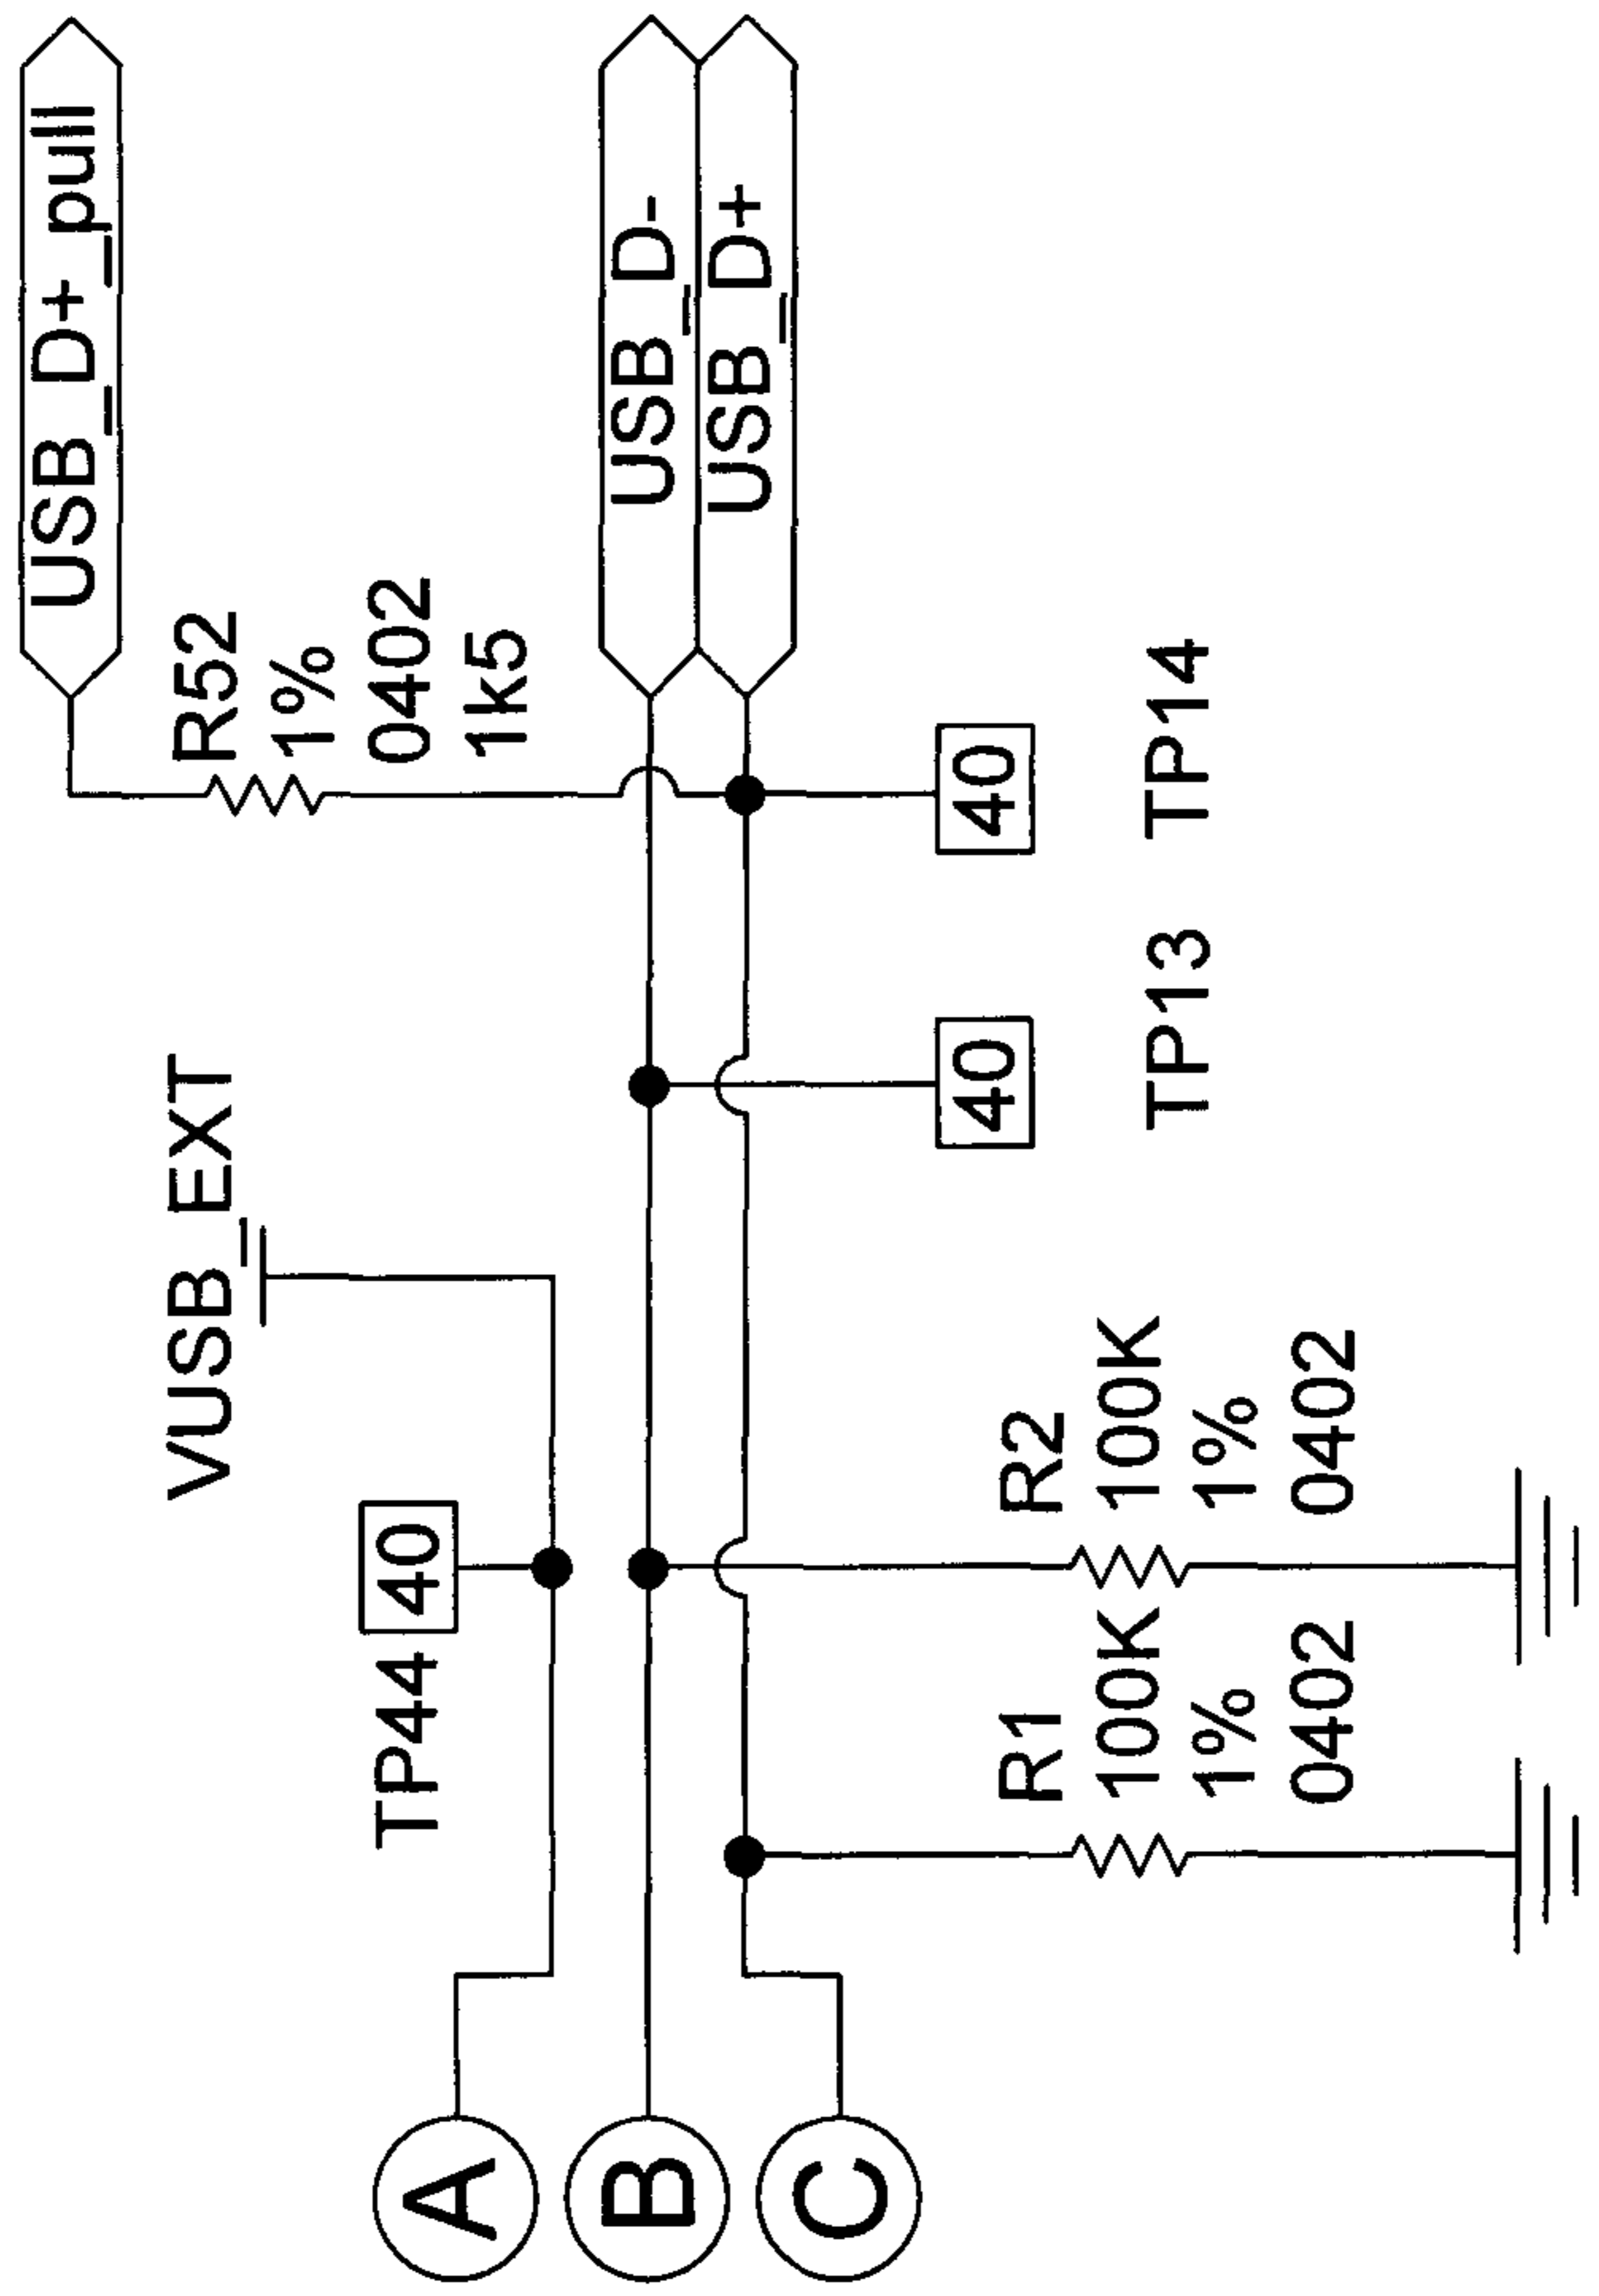 USB_D+_pull
R52
1%
0402
1k5
VUSB_EXT
TP44
40
USB_D-
USB_D+
A
B
C
40
TP13
40
TP14
R1
100K
1%
0402
R2
100K
1%
0402